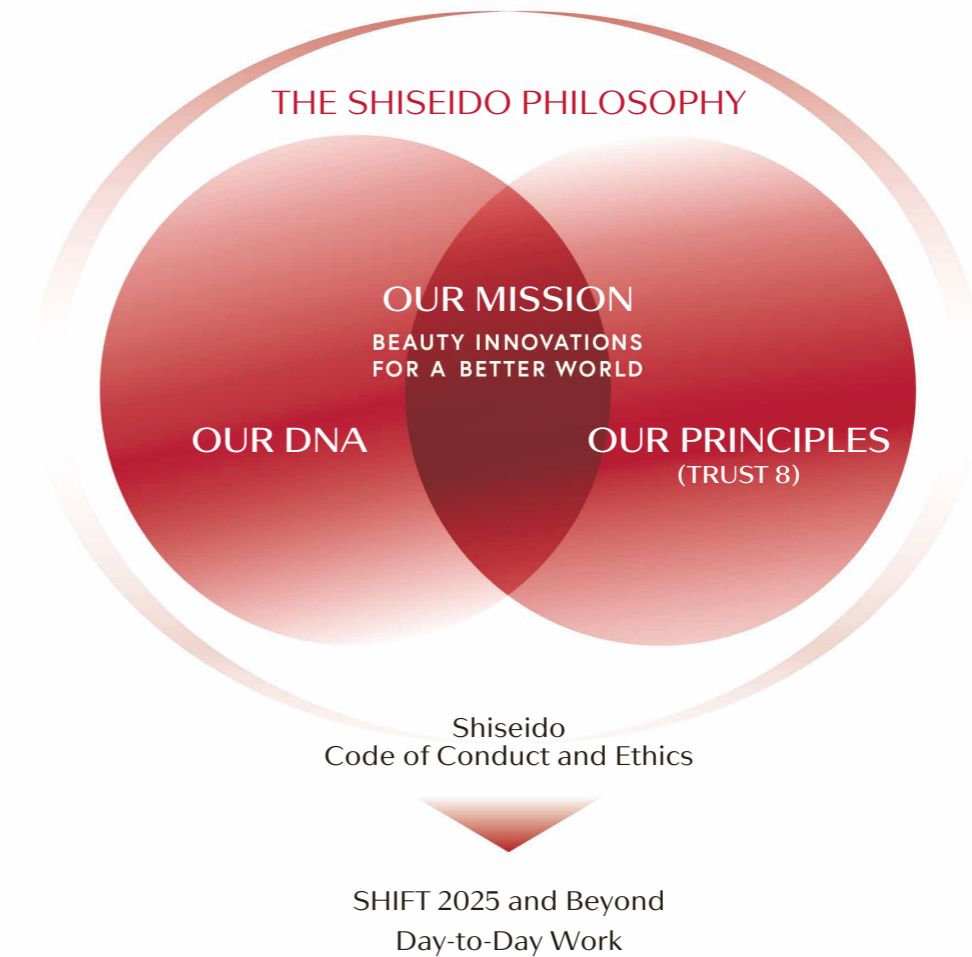 THE SHISEIDO PHILOSOPHY
OUR MISSION
BEAUTY INNOVATIONS
FOR A BETTER WORLD
OUR DNA
OUR PRINCIPLES
(TRUST 8)
Shiseido
Code of Conduct and Ethics
SHIFT 2025 and Beyond
Day-to-Day Work